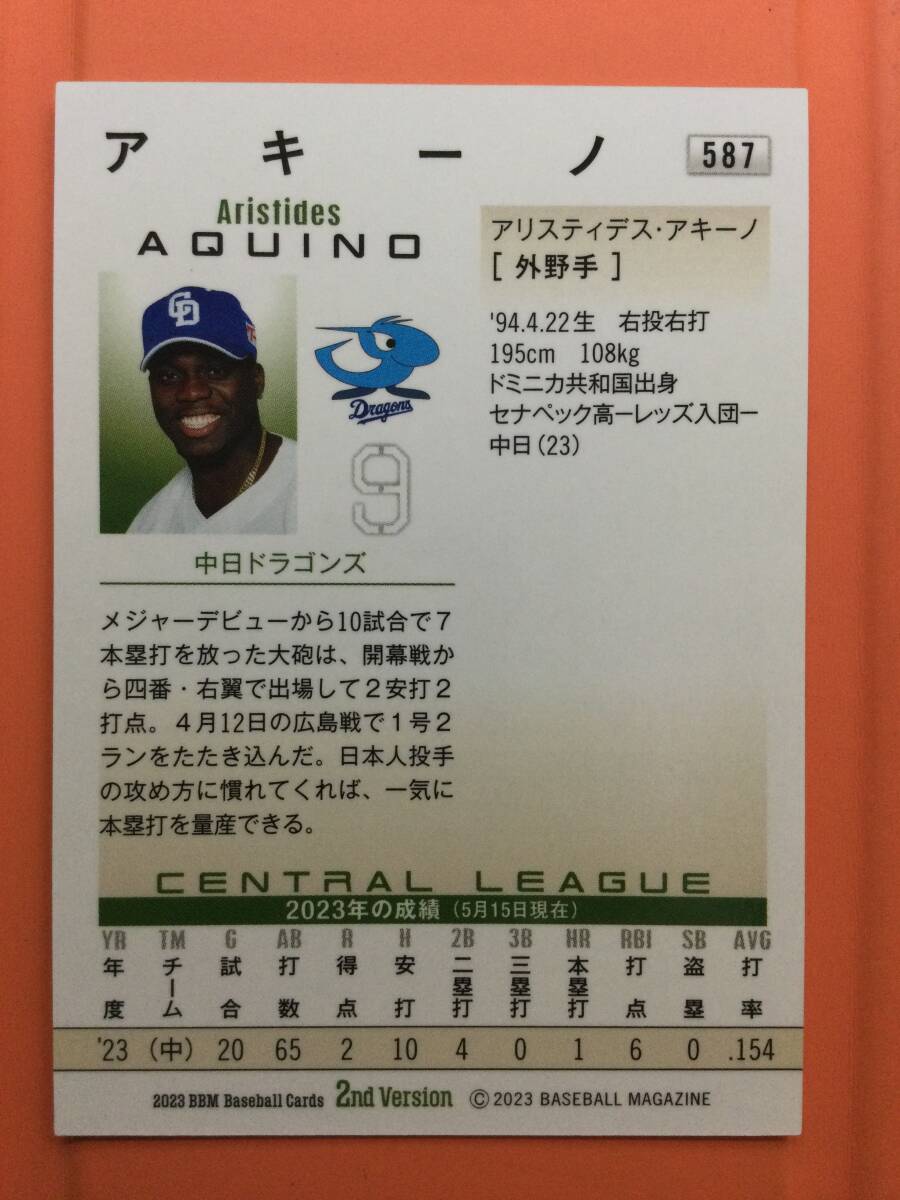 アキーノ
587
Aristides
AQUINO
アリスティデス・アキーノ
[ 外野手 ]
CD
Dragons
9
'94.4.22生　右投右打
195cm　108kg
ドミニカ共和国出身
セナペック高ーレッズ入団ー
中日(23)
中日ドラゴンズ
メジャーデビューから10試合で７
本塁打を放った大砲は、開幕戦か
ら四番・右翼で出場して２安打２
打点。４月12日の広島戦で１号２
ランをたたき込んだ。日本人投手
の攻め方に慣れてくれば、一気に
本塁打を量産できる。
CENTRAL LEAGUE
2023年の成績（5月15日現在）
YR TM G AB R H 2B 3B HR RBI SB AVG
年度 チーム 試合 打数 得点 安打 二塁打 三塁打 本塁打 打点 盗塁 打率
'23 （中） 20 65 2 10 4 0 1 6 0 .154
2023 BBM Baseball Cards 2nd Version ©2023 BASEBALL MAGAZINE